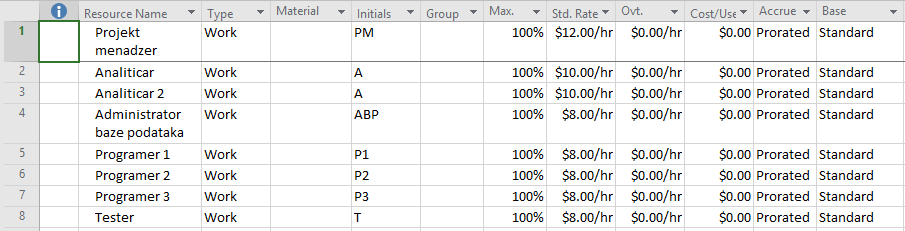 Resource Name Type Material Initials Group Max. Std. Rate Ovt. Cost/Use Accrue Base
1 Projekt menadzer Work PM 100% $12.00/hr $0.00/hr $0.00 Prorated Standard
2 Analiticar Work A 100% $10.00/hr $0.00/hr $0.00 Prorated Standard
3 Analiticar 2 Work A 100% $10.00/hr $0.00/hr $0.00 Prorated Standard
4 Administrator baze podataka Work ABP 100% $8.00/hr $0.00/hr $0.00 Prorated Standard
5 Programer 1 Work P1 100% $8.00/hr $0.00/hr $0.00 Prorated Standard
6 Programer 2 Work P2 100% $8.00/hr $0.00/hr $0.00 Prorated Standard
7 Programer 3 Work P3 100% $8.00/hr $0.00/hr $0.00 Prorated Standard
8 Tester Work T 100% $8.00/hr $0.00/hr $0.00 Prorated Standard